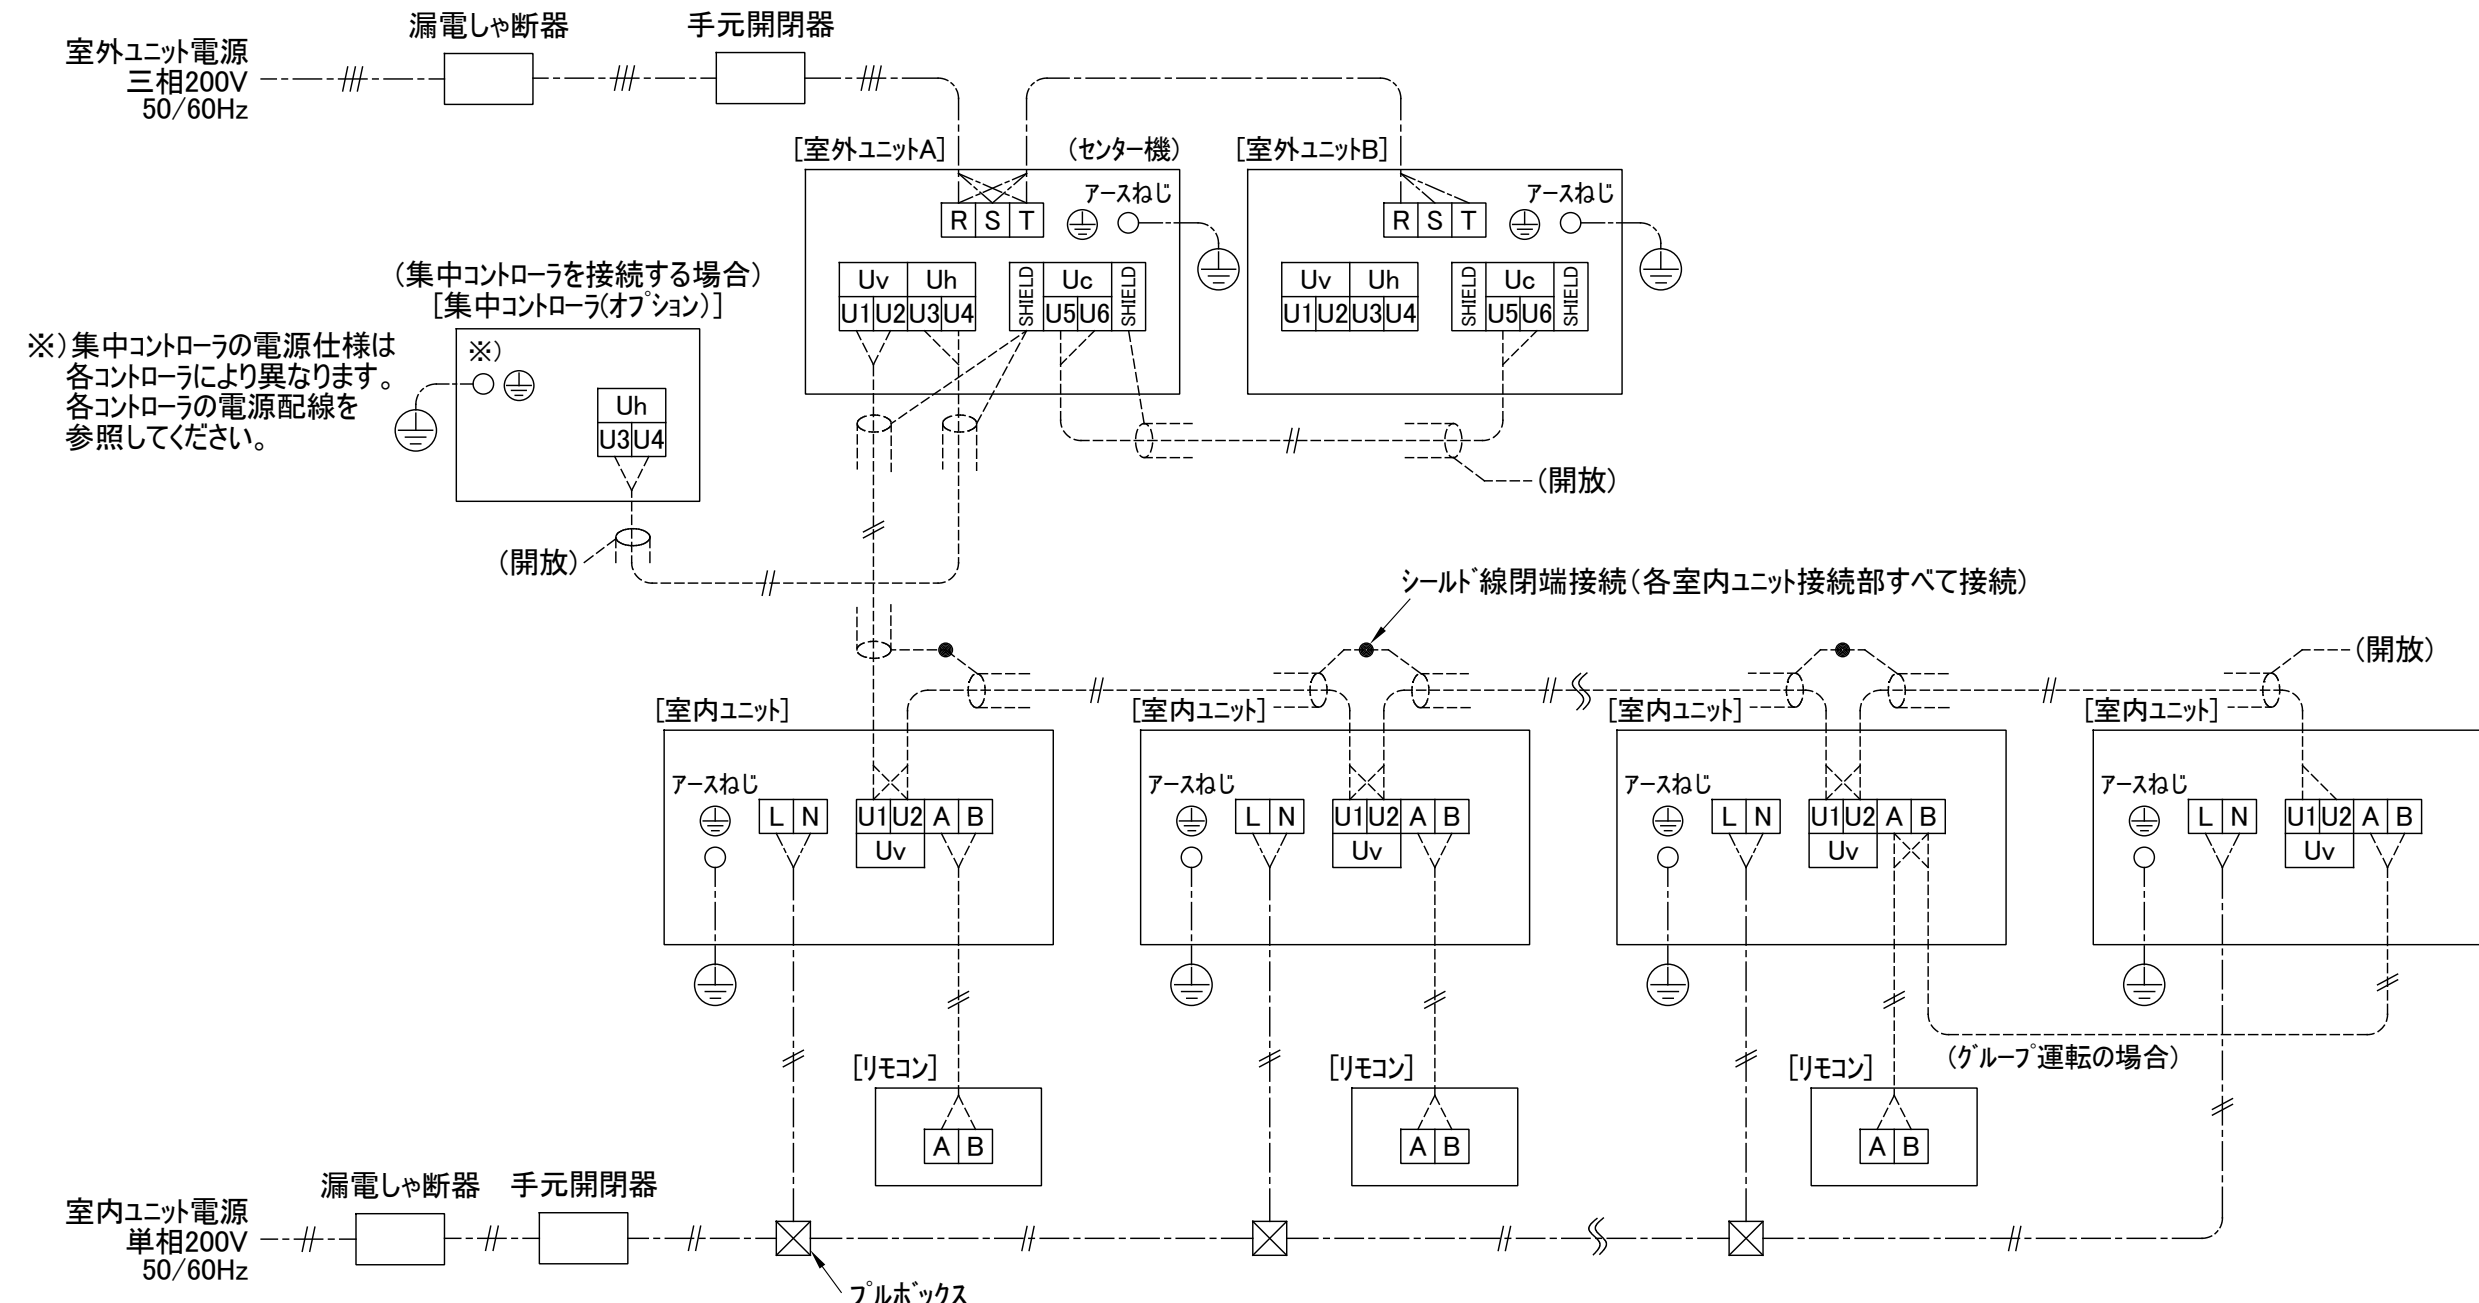 漏電しゃ断器
手元開閉器
室外ユニット電源
三相200V
50/60Hz
[室外ユニットA]
(センター機)
[室外ユニットB]
アースねじ
アースねじ
R S T
R S T
(集中コントローラを接続する場合)
[集中コントローラ(オプション)]
Uv Uh
SHIELD Uc SHIELD
U1 U2 U3 U4
U5 U6
Uv Uh
SHIELD Uc SHIELD
U1 U2 U3 U4
U5 U6
※)集中コントローラの電源仕様は
各コントローラにより異なります。
各コントローラの電源配線を
参照してください。
※)
Uh
U3 U4
(開放)
(開放)
シールド線閉端接続(各室内ユニット接続部すべて接続)
(開放)
[室内ユニット]
[室内ユニット]
[室内ユニット]
[室内ユニット]
アースねじ
L N
U1 U2 A B
Uv
アースねじ
L N
U1 U2 A B
Uv
アースねじ
L N
U1 U2 A B
Uv
アースねじ
L N
U1 U2 A B
Uv
(グループ運転の場合)
[リモコン]
[リモコン]
[リモコン]
A B
A B
A B
漏電しゃ断器
手元開閉器
室内ユニット電源
単相200V
50/60Hz
プルボックス